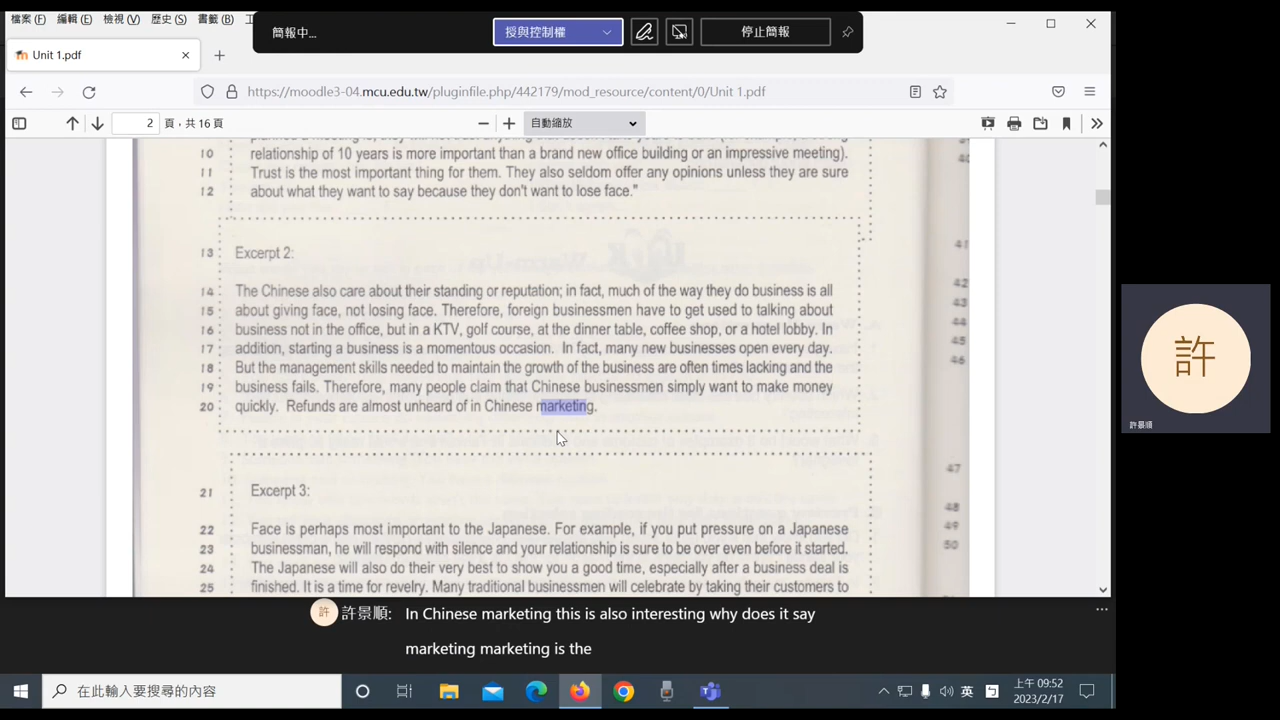 檔案(F) 編輯(E) 檢視(V) 歷史(S) 書籤(B)
簡報中...
授與控制權
停止簡報
Unit 1.pdf
https://moodle3-04.mcu.edu.tw/pluginfile.php/442179/mod_resource/content/0/Unit 1.pdf
2 頁，共 16 頁
自動縮放
10 relationship of 10 years is more important than a brand new office building or an impressive meeting).
11 Trust is the most important thing for them. They also seldom offer any opinions unless they are sure
12 about what they want to say because they don't want to lose face."
13 Excerpt 2:
14 The Chinese also care about their standing or reputation; in fact, much of the way they do business is all
15 about giving face, not losing face. Therefore, foreign businessmen have to get used to talking about
16 business not in the office, but in a KTV, golf course, at the dinner table, coffee shop, or a hotel lobby. In
17 addition, starting a business is a momentous occasion. In fact, many new businesses open every day.
18 But the management skills needed to maintain the growth of the business are often times lacking and the
19 business fails. Therefore, many people claim that Chinese businessmen simply want to make money
20 quickly. Refunds are almost unheard of in Chinese marketing.
21 Excerpt 3:
22 Face is perhaps most important to the Japanese. For example, if you put pressure on a Japanese
23 businessman, he will respond with silence and your relationship is sure to be over even before it started.
24 The Japanese will also do their very best to show you a good time, especially after a business deal is
25 finished. It is a time for revelry. Many traditional businessmen will celebrate by taking their customers to
41
42
43
44
45
46
47
48
49
50
許
許景順
許 許景順: In Chinese marketing this is also interesting why does it say
marketing marketing is the
在此輸入要搜尋的內容
英
上午 09:52
2023/2/17